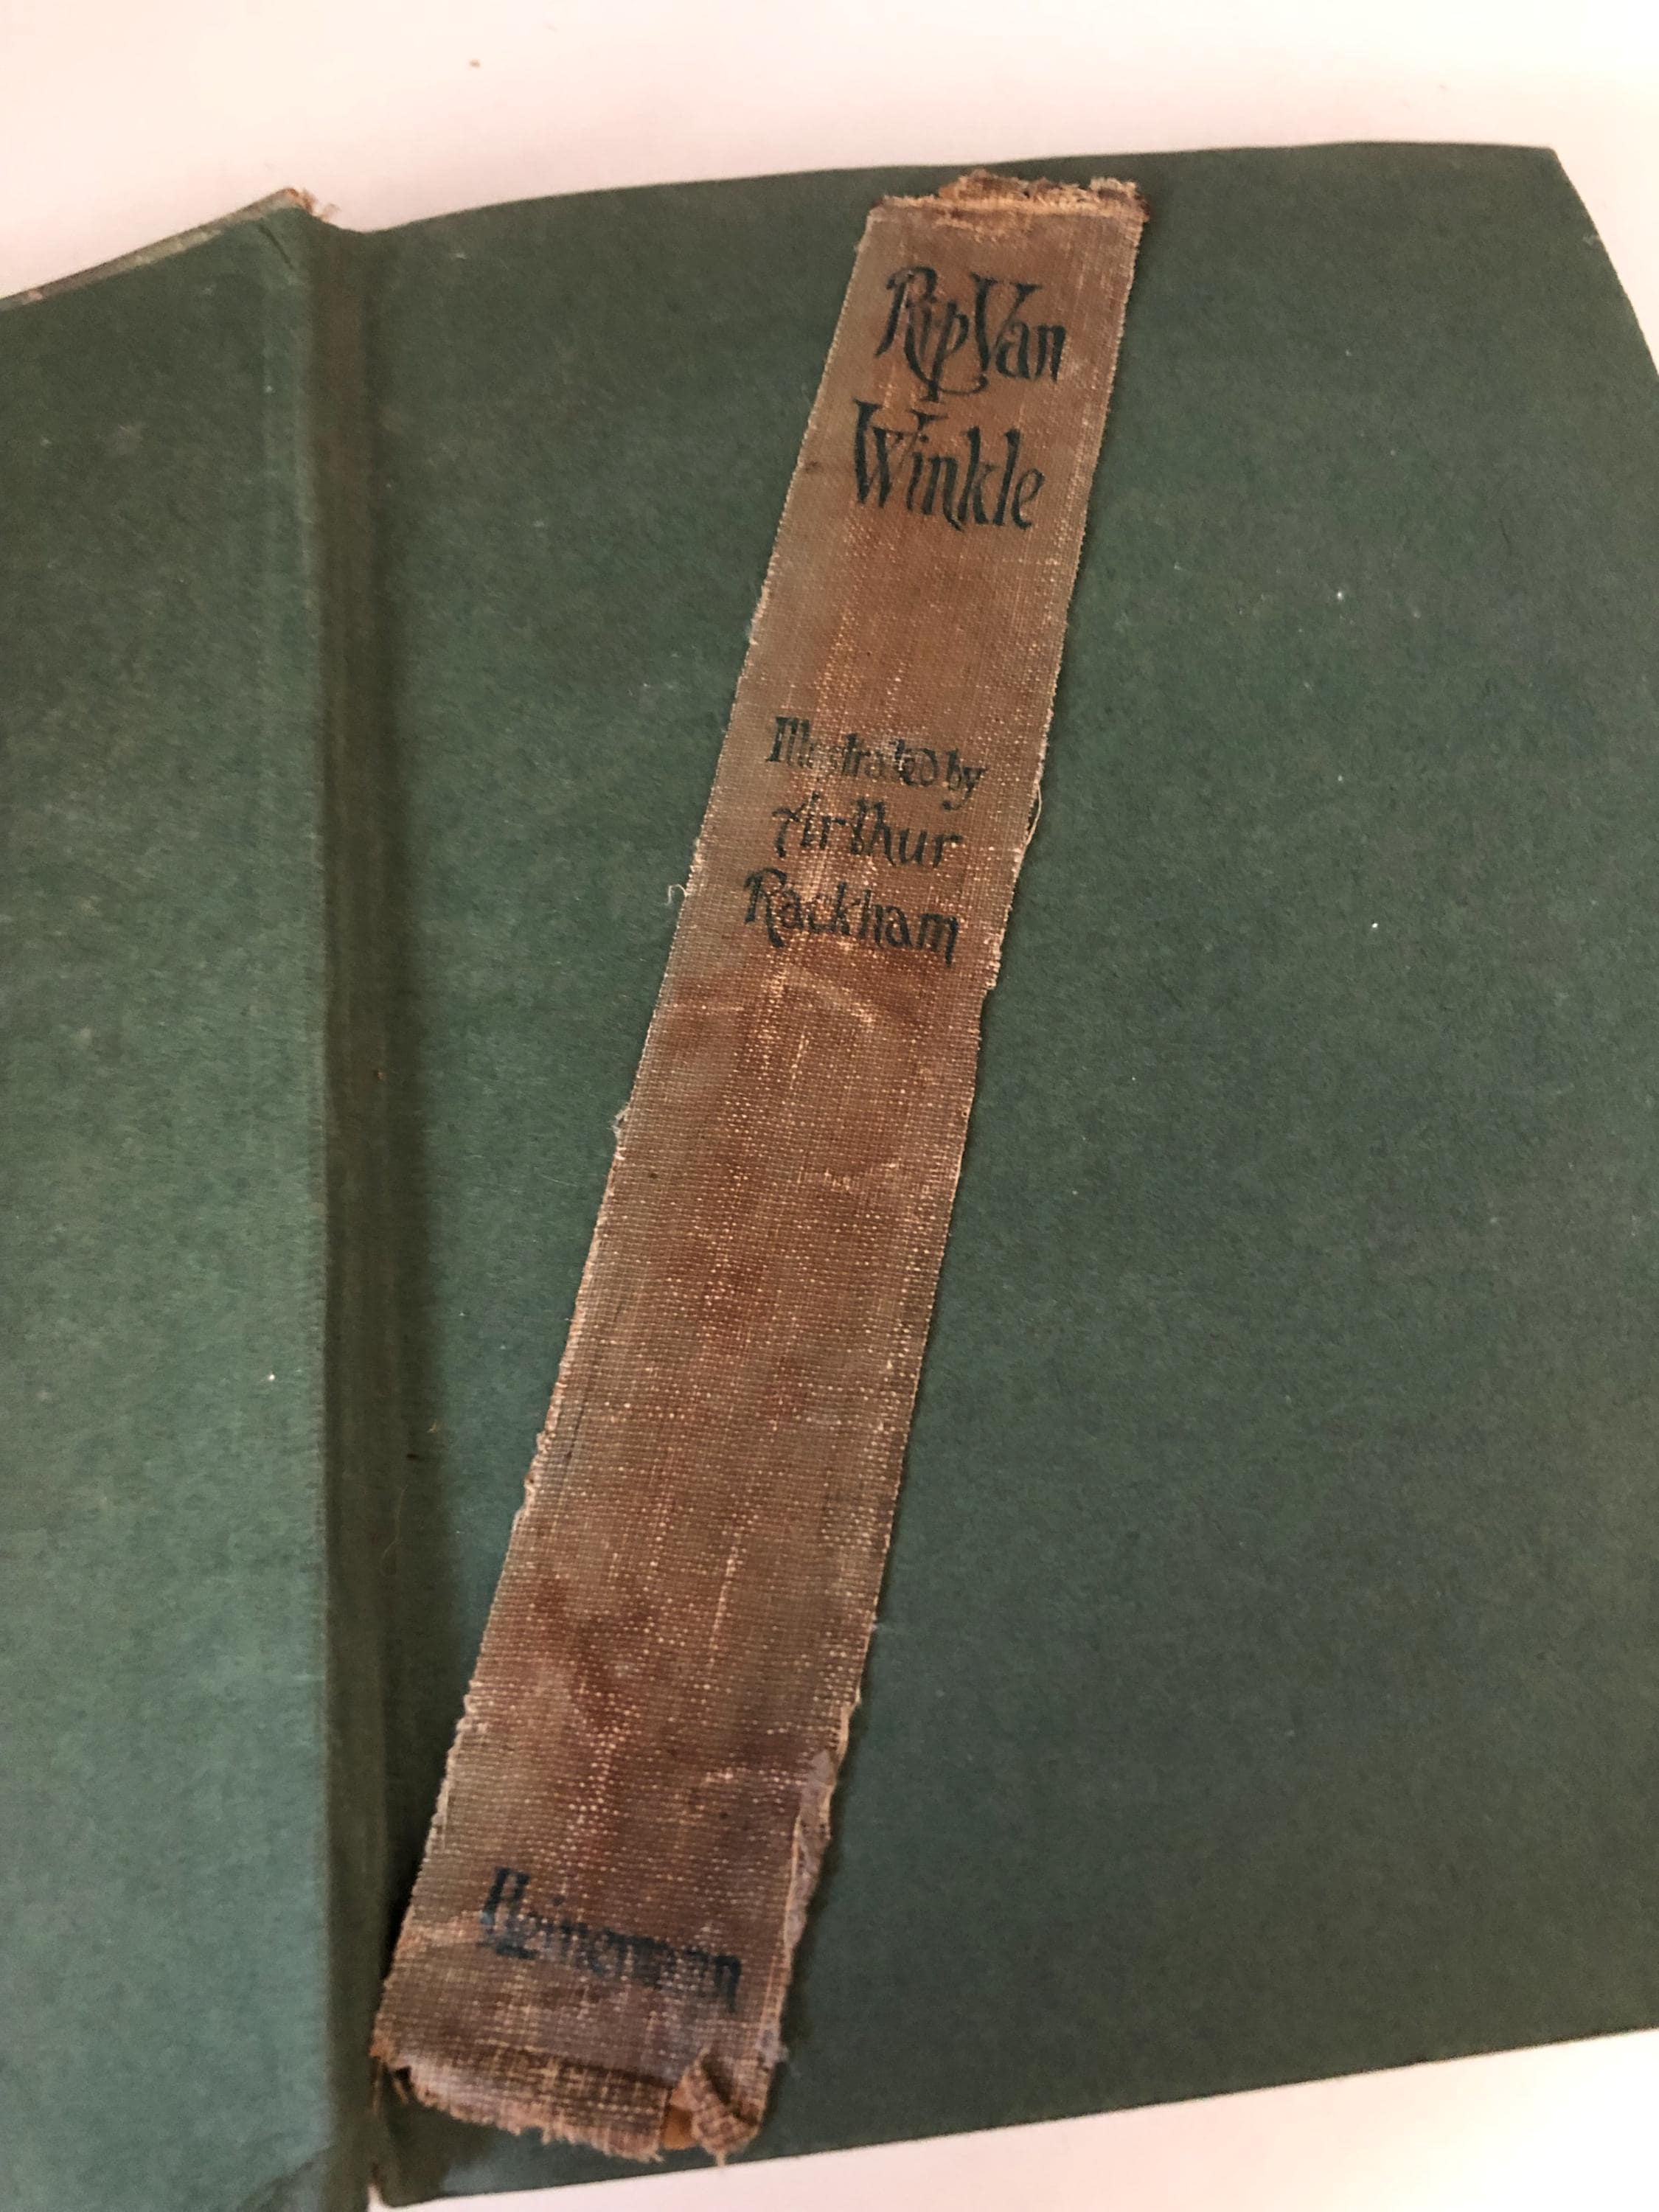 Rip Van
Winkle
Illustrated by
Arthur
Rackham
Heinemann